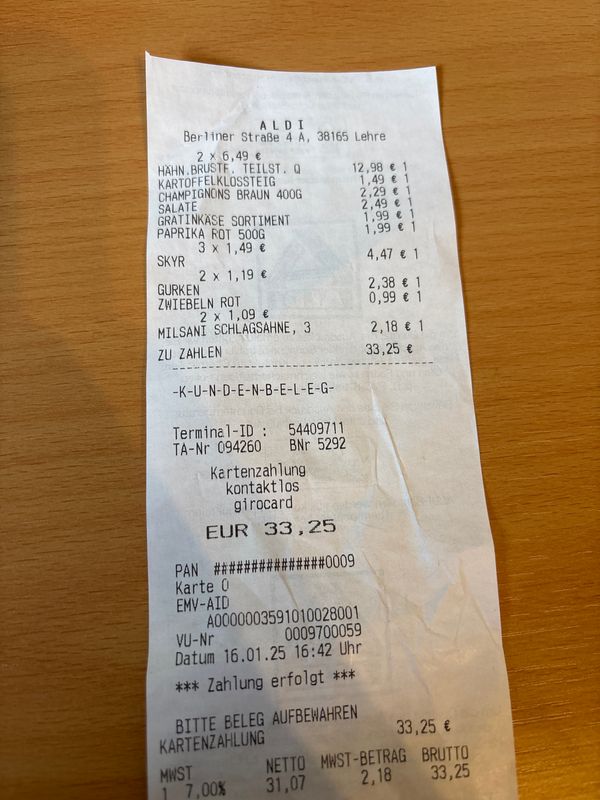 ALDI
Berliner Straße 4 A, 38165 Lehre
2 x 6,49 €
HÄHN.BRUSTF. TEILST. Q 12,98 € 1
KARTOFFELKLOSSTEIG 1,49 € 1
CHAMPIGNONS BRAUN 400G 2,29 € 1
SALATE 2,49 € 1
GRATINKÄSE SORTIMENT 1,99 € 1
PAPRIKA ROT 500G 1,99 € 1
3 x 1,49 €
SKYR 4,47 € 1
2 x 1,19 €
GURKEN 2,38 € 1
ZWIEBELN ROT 0,99 € 1
2 x 1,09 €
MILSANI SCHLAGSAHNE, 3 2,18 € 1
ZU ZAHLEN 33,25 €
-K-U-N-D-E-N-B-E-L-E-G-
Terminal-ID : 54409711
TA-Nr 094260 BNr 5292
Kartenzahlung
kontaktlos
girocard
EUR 33,25
PAN ###############0009
Karte 0
EMV-AID
A0000003591010028001
VU-Nr 0009700059
Datum 16.01.25 16:42 Uhr
*** Zahlung erfolgt ***
BITTE BELEG AUFBEWAHREN
KARTENZAHLUNG 33,25 €
MWST NETTO MWST-BETRAG BRUTTO
1 7,00% 31,07 2,18 33,25